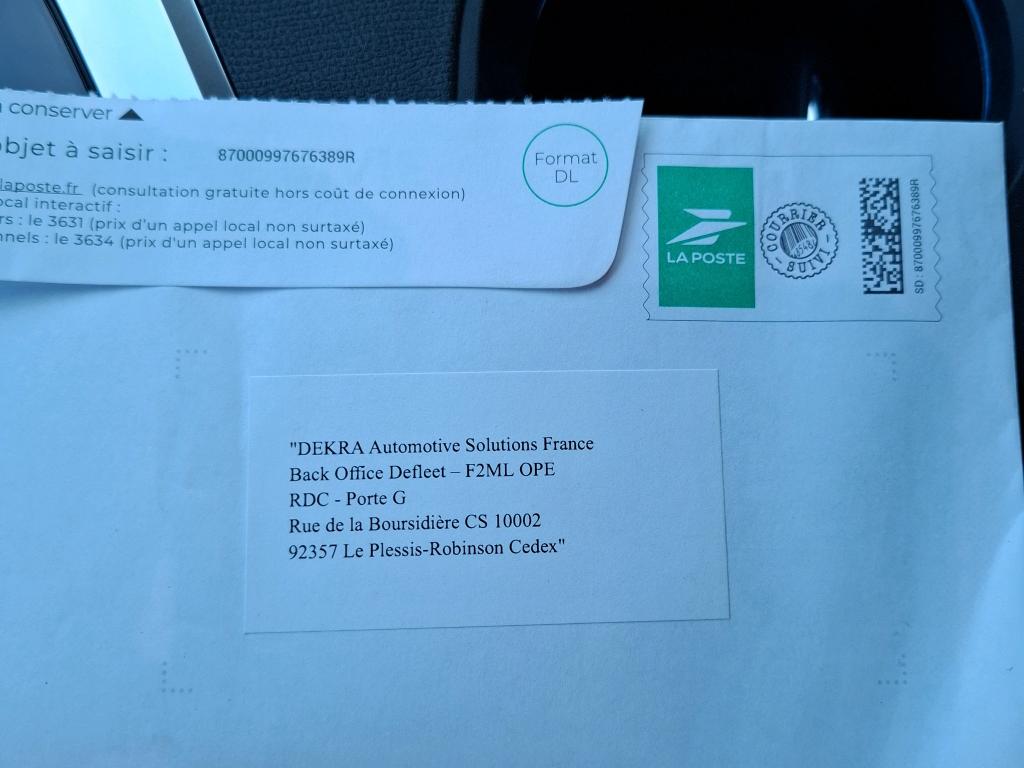 conserver ▲
objet à saisir : 87000997676389R
laposte.fr (consultation gratuite hors coût de connexion)
ocal interactif :
rs : le 3631 (prix d'un appel local non surtaxé)
nnels : le 3634 (prix d'un appel local non surtaxé)
Format
DL
LA POSTE
COURRIER
SUIVI
SD : 87000997676389R
"DEKRA Automotive Solutions France
Back Office Defleet – F2ML OPE
RDC - Porte G
Rue de la Boursidière CS 10002
92357 Le Plessis-Robinson Cedex"